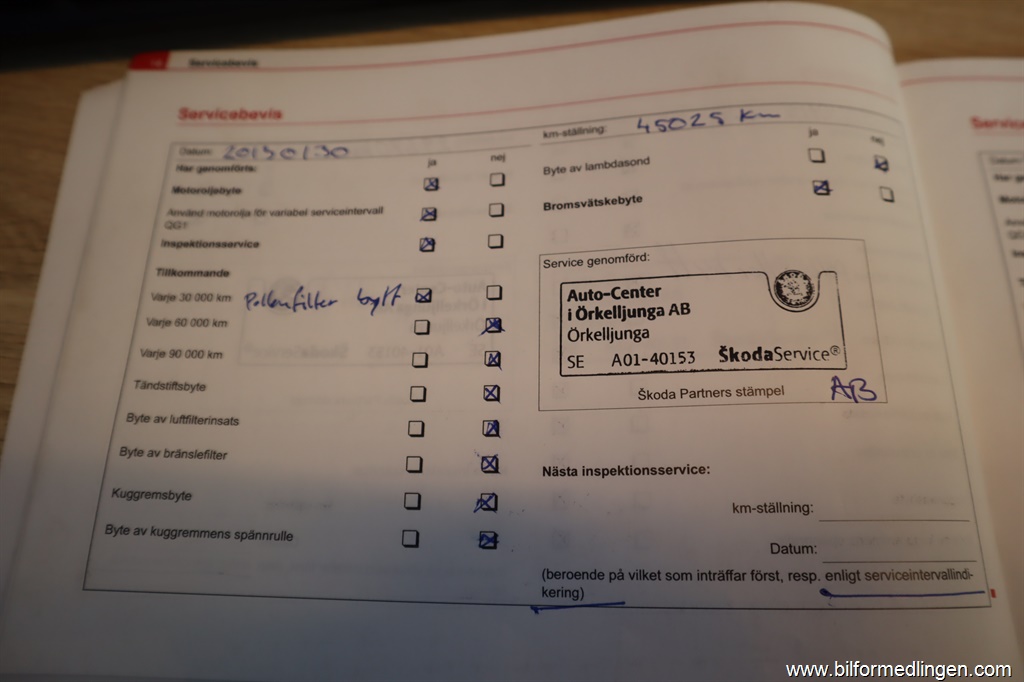 14 Servicebevis
Servicebevis
Datum: 20130130
km-ställning: 45025 km
Har genomförts:
ja nej
ja nej
Motoroljebyte
Använd motorolja för variabel serviceintervall
QG1
Inspektionsservice
Tillkommande
Varje 30 000 km Pollenfilter bytt
Varje 60 000 km
Varje 90 000 km
Tändstiftsbyte
Byte av luftfilterinsats
Byte av bränslefilter
Kuggremsbyte
Byte av kuggremmens spännrulle
Byte av lambdasond
Bromsvätskebyte
Service genomförd:
Auto-Center
i Örkelljunga AB
Örkelljunga
SE A01-40153 ŠkodaService®
Škoda Partners stämpel AB
Nästa inspektionsservice:
km-ställning:
Datum:
(beroende på vilket som inträffar först, resp. enligt serviceintervallindi-
kering)
Servic
www.bilformedlingen.com